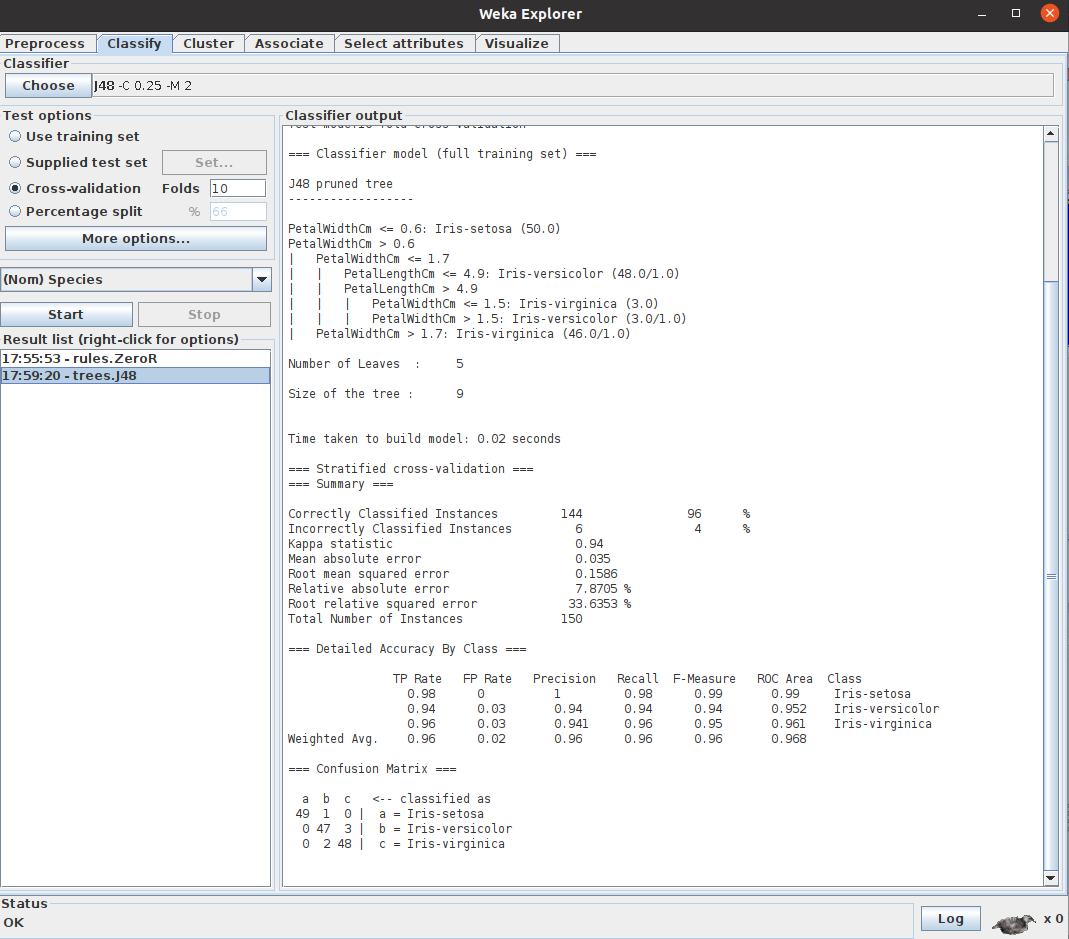 Weka Explorer
Preprocess Classify Cluster Associate Select attributes Visualize
Classifier
Choose J48 -C 0.25 -M 2
Test options
Use training set
Supplied test set Set...
Cross-validation Folds 10
Percentage split % 66
More options...
(Nom) Species
Start Stop
Result list (right-click for options)
17:55:53 - rules.ZeroR
17:59:20 - trees.J48
Classifier output
=== Classifier model (full training set) ===
J48 pruned tree
------------------
PetalWidthCm <= 0.6: Iris-setosa (50.0)
PetalWidthCm > 0.6
|   PetalWidthCm <= 1.7
|   |   PetalLengthCm <= 4.9: Iris-versicolor (48.0/1.0)
|   |   PetalLengthCm > 4.9
|   |   |   PetalWidthCm <= 1.5: Iris-virginica (3.0)
|   |   |   PetalWidthCm > 1.5: Iris-versicolor (3.0/1.0)
|   PetalWidthCm > 1.7: Iris-virginica (46.0/1.0)
Number of Leaves  :     5
Size of the tree :      9
Time taken to build model: 0.02 seconds
=== Stratified cross-validation ===
=== Summary ===
Correctly Classified Instances         144               96      %
Incorrectly Classified Instances         6                4      %
Kappa statistic                          0.94
Mean absolute error                      0.035
Root mean squared error                  0.1586
Relative absolute error                  7.8705 %
Root relative squared error             33.6353 %
Total Number of Instances              150
=== Detailed Accuracy By Class ===
TP Rate   FP Rate   Precision   Recall  F-Measure   ROC Area  Class
0.98      0          1         0.98      0.99       0.99     Iris-setosa
0.94      0.03       0.94      0.94      0.94       0.952    Iris-versicolor
0.96      0.03       0.941     0.96      0.95       0.961    Iris-virginica
Weighted Avg.    0.96      0.02       0.96      0.96      0.96       0.968
=== Confusion Matrix ===
a  b  c   <-- classified as
49  1  0 |  a = Iris-setosa
0 47  3 |  b = Iris-versicolor
0  2 48 |  c = Iris-virginica
Status
OK
Log x 0